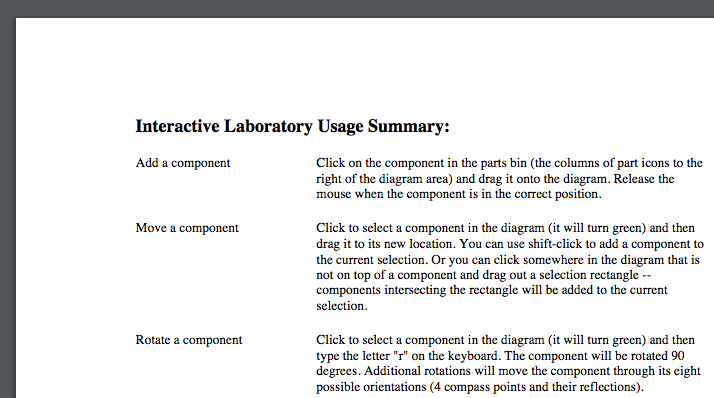 Interactive Laboratory Usage Summary:
Add a component
Click on the component in the parts bin (the columns of part icons to the
right of the diagram area) and drag it onto the diagram. Release the
mouse when the component is in the correct position.
Move a component
Click to select a component in the diagram (it will turn green) and then
drag it to its new location. You can use shift-click to add a component to
the current selection. Or you can click somewhere in the diagram that is
not on top of a component and drag out a selection rectangle --
components intersecting the rectangle will be added to the current
selection.
Rotate a component
Click to select a component in the diagram (it will turn green) and then
type the letter "r" on the keyboard. The component will be rotated 90
degrees. Additional rotations will move the component through its eight
possible orientations (4 compass points and their reflections).